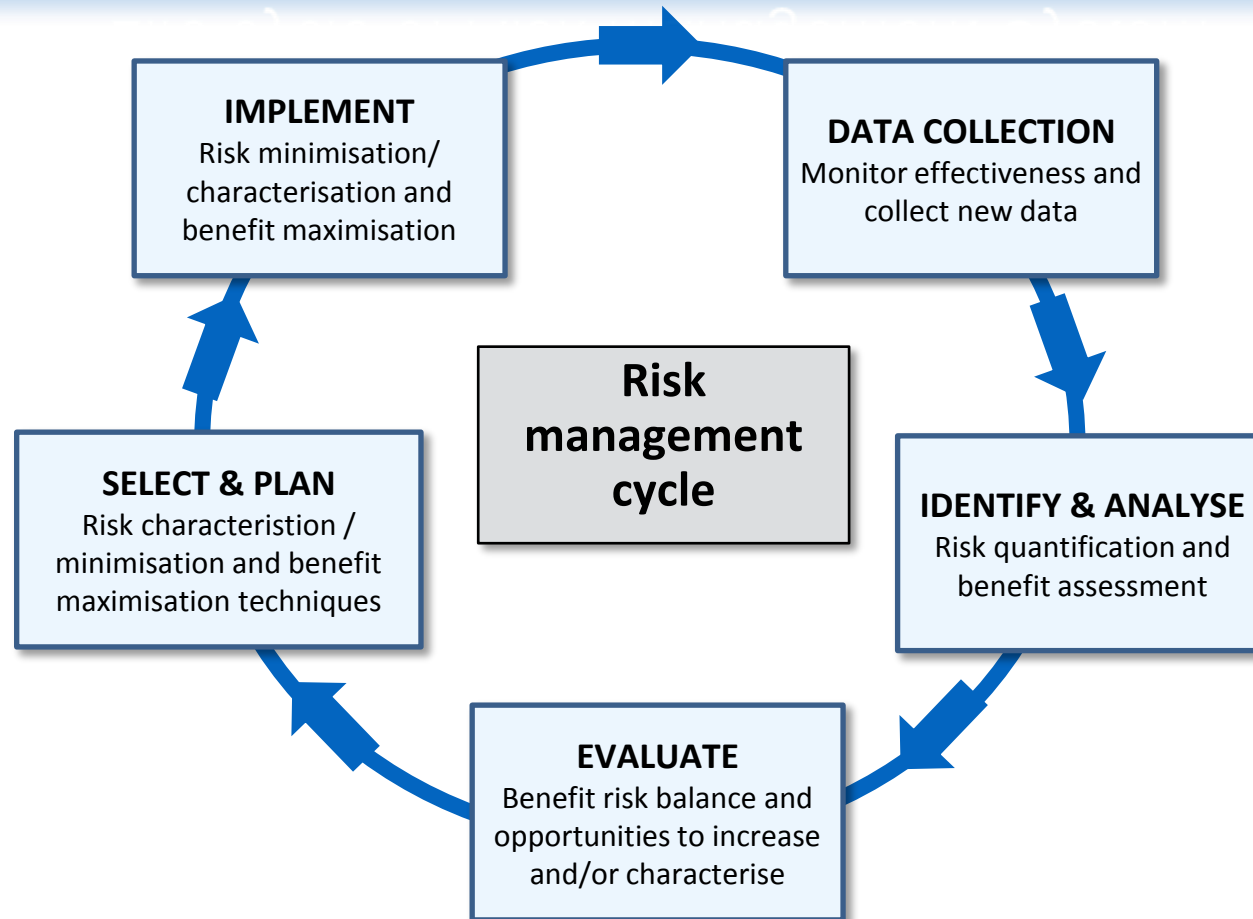 IMPLEMENT
Risk minimisation/
characterisation and
benefit maximisation
DATA COLLECTION
Monitor effectiveness and
collect new data
Risk
management
cycle
SELECT & PLAN
Risk characteristion /
minimisation and benefit
maximisation techniques
IDENTIFY & ANALYSE
Risk quantification and
benefit assessment
EVALUATE
Benefit risk balance and
opportunities to increase
and/or characterise